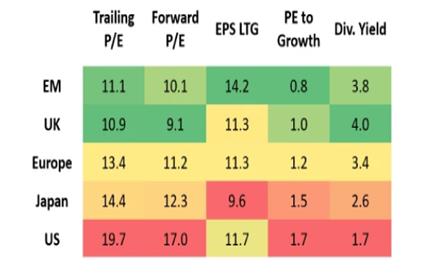 Trailing P/E Forward P/E EPS LTG PE to Growth Div. Yield
EM 11.1 10.1 14.2 0.8 3.8
UK 10.9 9.1 11.3 1.0 4.0
Europe 13.4 11.2 11.3 1.2 3.4
Japan 14.4 12.3 9.6 1.5 2.6
US 19.7 17.0 11.7 1.7 1.7